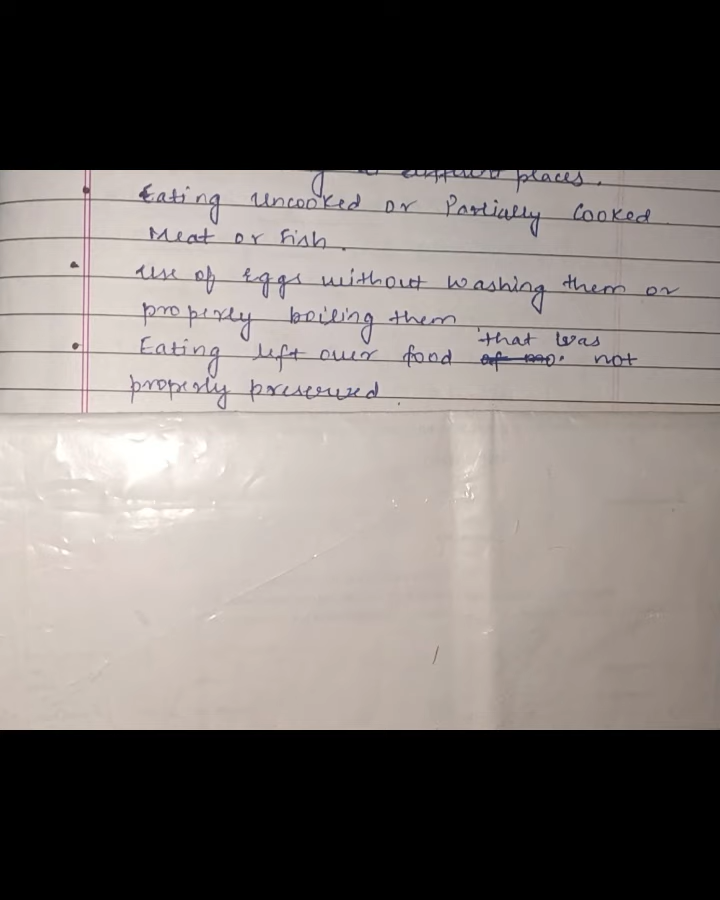 places.
Eating uncooked or Partially Cooked
Meat or Fish.
use of Eggs without washing them or
properly boiling them
that was
Eating left over food not
properly preserved.